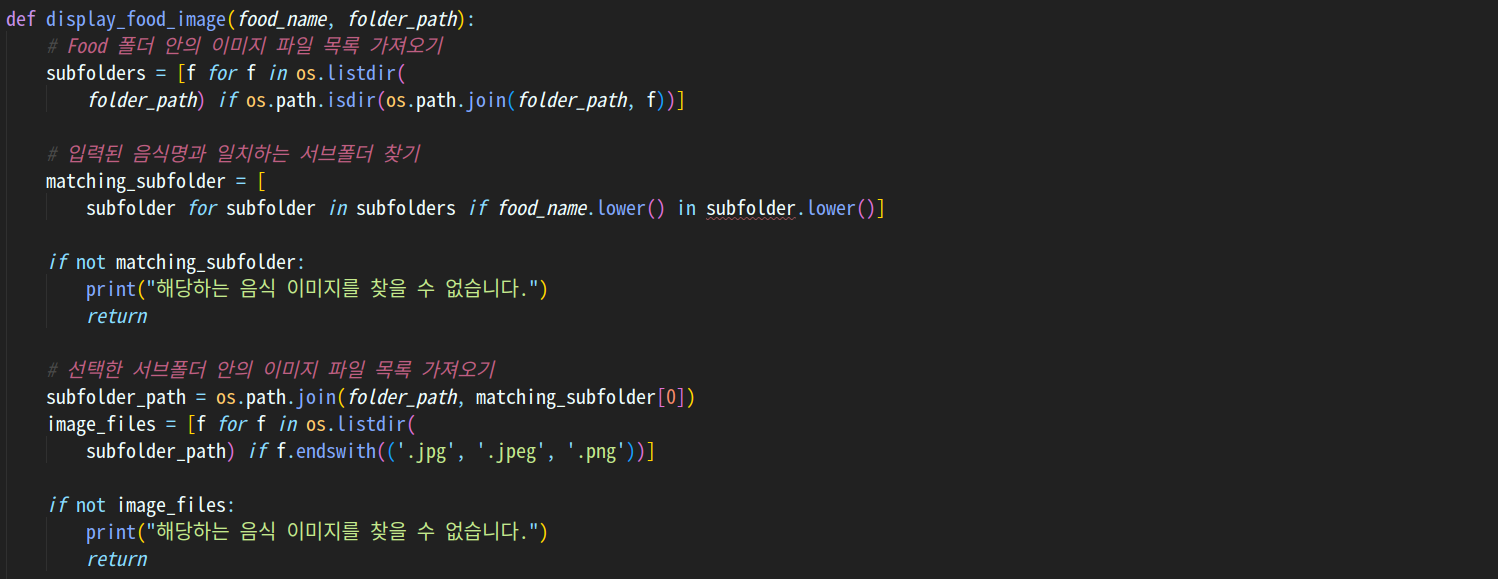 def display_food_image(food_name, folder_path):
    # Food 폴더 안의 이미지 파일 목록 가져오기
    subfolders = [f for f in os.listdir(
        folder_path) if os.path.isdir(os.path.join(folder_path, f))]
    # 입력된 음식명과 일치하는 서브폴더 찾기
    matching_subfolder = [
        subfolder for subfolder in subfolders if food_name.lower() in subfolder.lower()]
    if not matching_subfolder:
        print("해당하는 음식 이미지를 찾을 수 없습니다.")
        return
    # 선택한 서브폴더 안의 이미지 파일 목록 가져오기
    subfolder_path = os.path.join(folder_path, matching_subfolder[0])
    image_files = [f for f in os.listdir(
        subfolder_path) if f.endswith(('.jpg', '.jpeg', '.png'))]
    if not image_files:
        print("해당하는 음식 이미지를 찾을 수 없습니다.")
        return